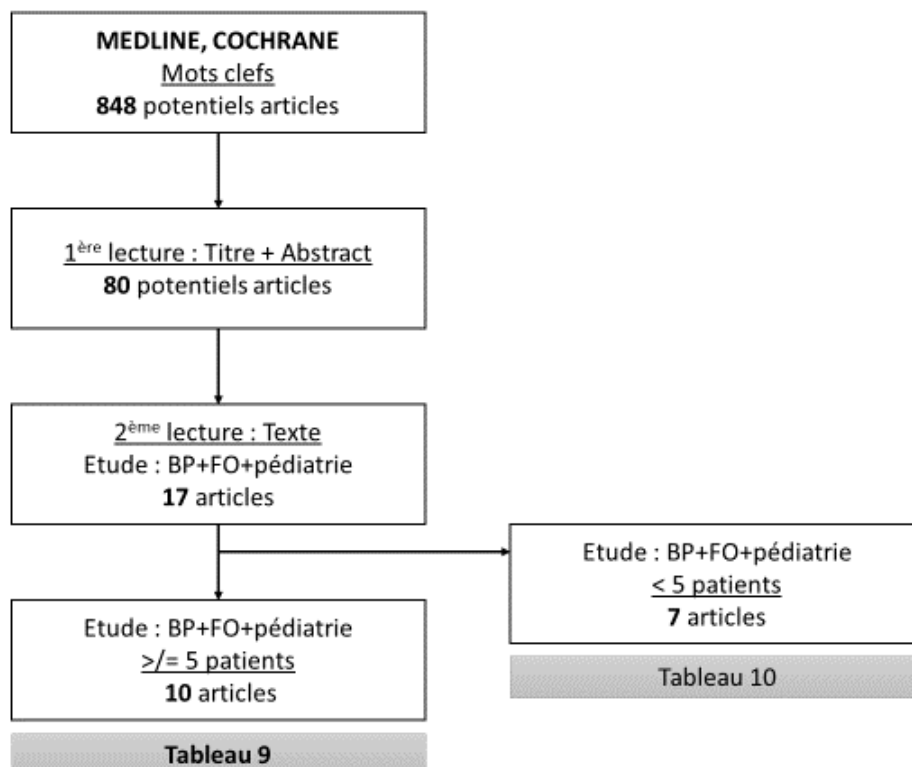 MEDLINE, COCHRANE
Mots clefs
848 potentiels articles
1ère lecture : Titre + Abstract
80 potentiels articles
2ème lecture : Texte
Etude : BP+FO+pédiatrie
17 articles
Etude : BP+FO+pédiatrie
< 5 patients
7 articles
Tableau 10
Etude : BP+FO+pédiatrie
>/= 5 patients
10 articles
Tableau 9